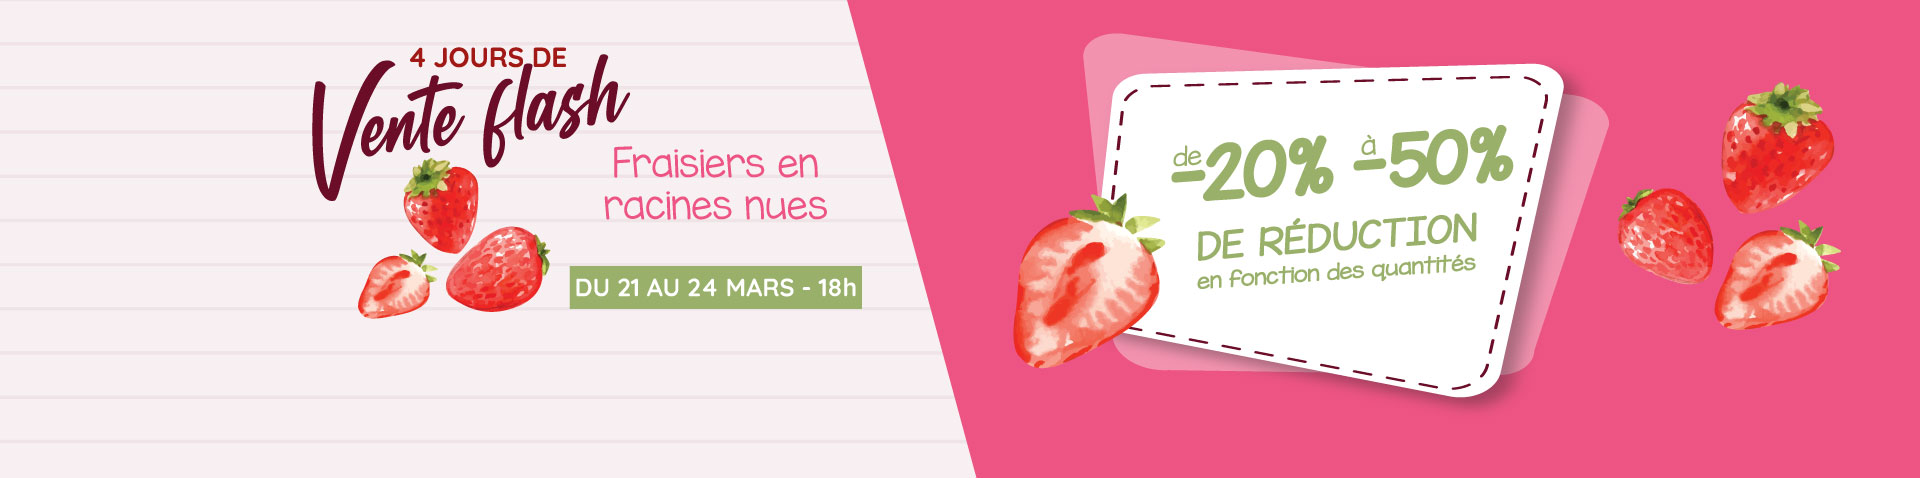 4 JOURS DE
Vente flash
Fraisiers en
racines nues
DU 21 AU 24 MARS - 18h
de -20% à -50%
DE RÉDUCTION
en fonction des quantités